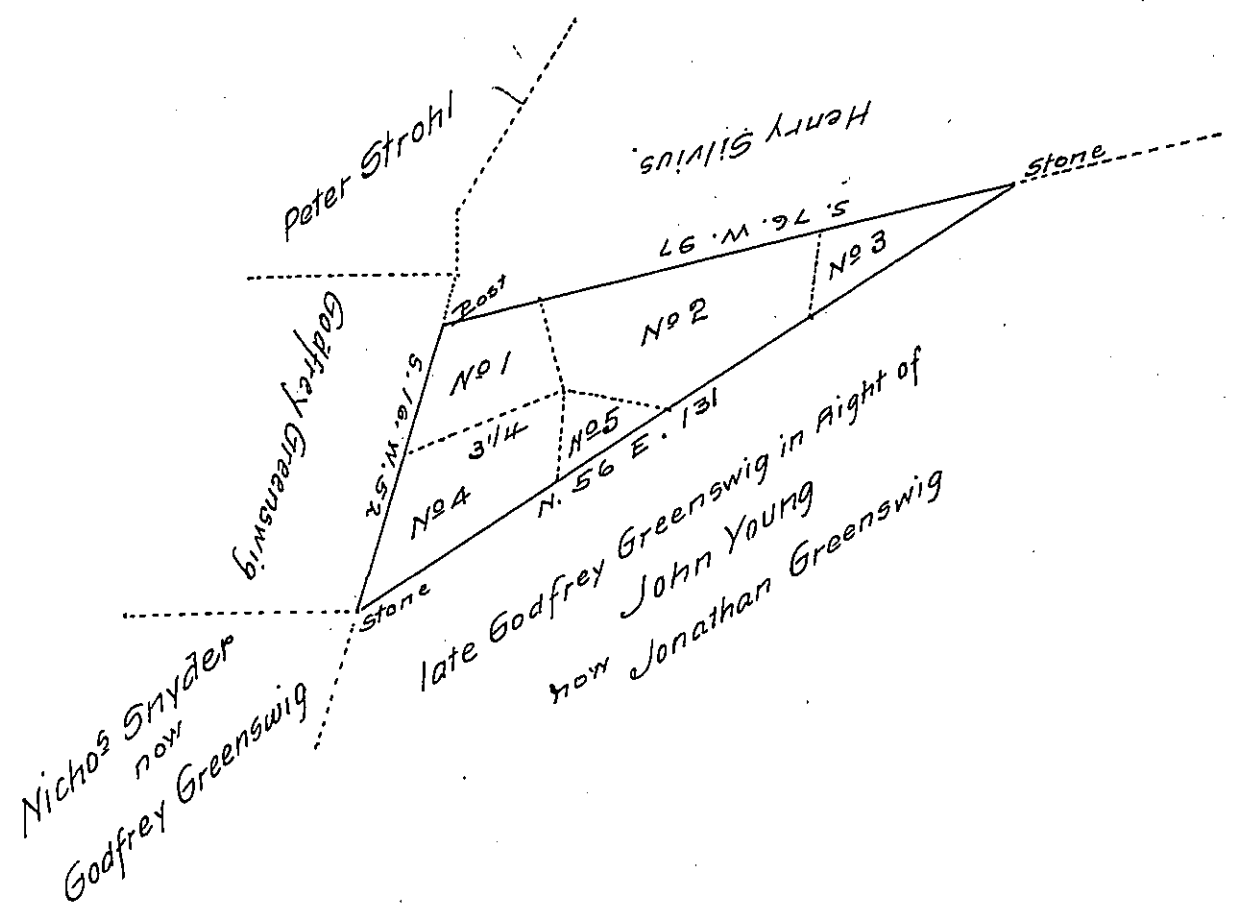 Peter Strohl
Henry Silvius.
Stone
S. 76. W. 97
Post
Nº 3
Nº 2
Nº 1
Godfrey Greenswig
S. 16. W. 52
3 1/4
Nº 5
Nº 4
N. 56 E. 131
Stone
late Godfrey Greenswig in Right of
John Young
now Jonathan Greenswig
Nichoˢ Snyder
now
Godfrey Greenswig